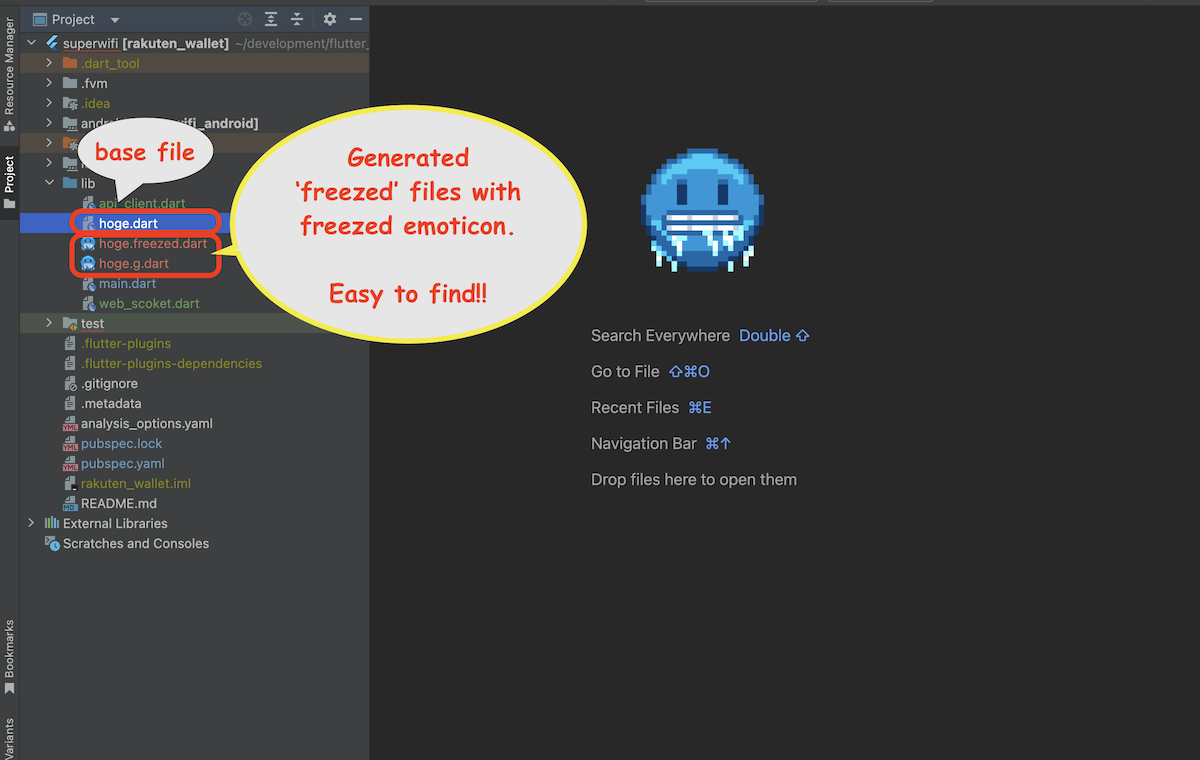 Project
superwifi [rakuten_wallet] ~/development/flutter_
.dart_tool
.fvm
.idea
ifi_android]
lib
api_client.dart
hoge.dart
hoge.freezed.dart
hoge.g.dart
main.dart
web_scoket.dart
test
.flutter-plugins
.flutter-plugins-dependencies
.gitignore
.metadata
analysis_options.yaml
pubspec.lock
pubspec.yaml
rakuten_wallet.iml
README.md
External Libraries
Scratches and Consoles
base file
Generated
‘freezed’ files with
freezed emoticon.
Easy to find!!
Search Everywhere Double ⇧
Go to File ⇧⌘O
Recent Files ⌘E
Navigation Bar ⌘↑
Drop files here to open them
Resource Manager
Project
Bookmarks
Variants